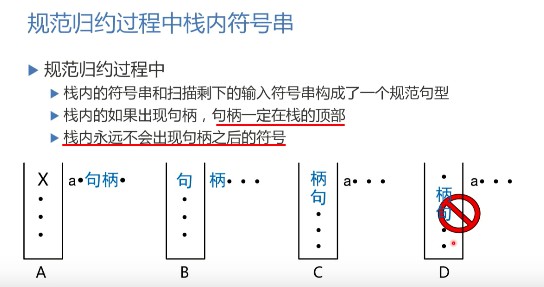 规范归约过程中栈内符号串
规范归约过程中
栈内的符号串和扫描剩下的输入符号串构成了一个规范句型
栈内的如果出现句柄，句柄一定在栈的顶部
栈内永远不会出现句柄之后的符号
X a•句柄• 句 柄••• 柄 a••• 柄 a•••
句 句
A B C D